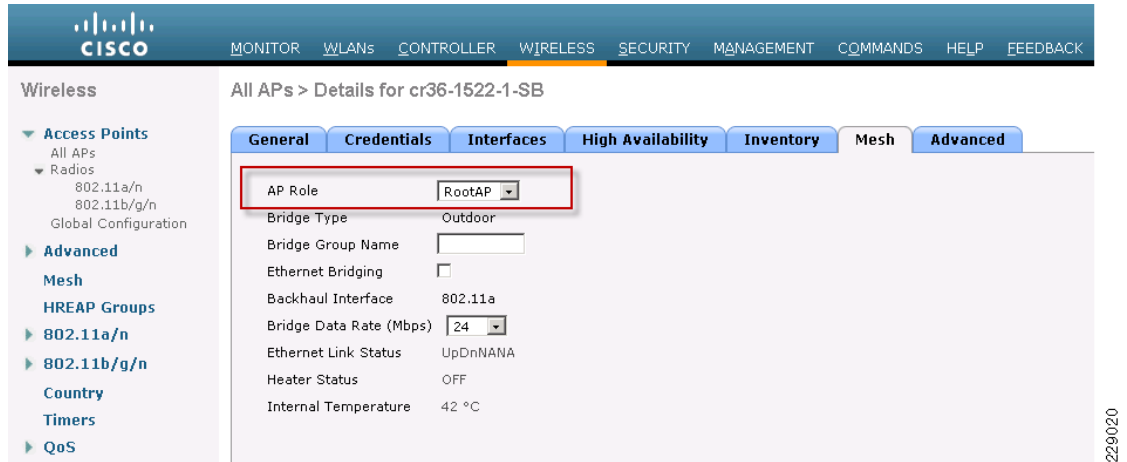 CISCO
MONITOR WLANs CONTROLLER WIRELESS SECURITY MANAGEMENT COMMANDS HELP FEEDBACK
Wireless
Access Points
All APs
Radios
802.11a/n
802.11b/g/n
Global Configuration
Advanced
Mesh
HREAP Groups
802.11a/n
802.11b/g/n
Country
Timers
QoS
All APs > Details for cr36-1522-1-SB
General Credentials Interfaces High Availability Inventory Mesh Advanced
AP Role RootAP
Bridge Type Outdoor
Bridge Group Name
Ethernet Bridging
Backhaul Interface 802.11a
Bridge Data Rate (Mbps) 24
Ethernet Link Status UpDnNANA
Heater Status OFF
Internal Temperature 42 °C
229020